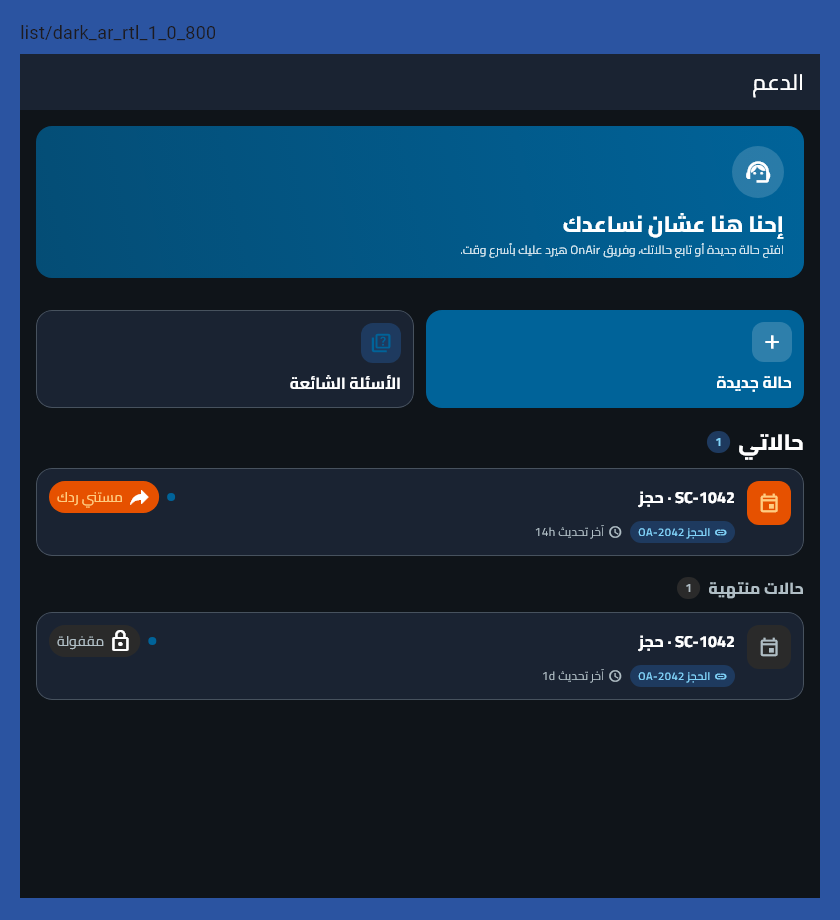 list/dark_ar_rtl_1_0_800
الدعم
إحنا هنا عشان نساعدك
افتح حالة جديدة أو تابع حالاتك، وفريق OnAir هيرد عليك بأسرع وقت.
حالة جديدة
الأسئلة الشائعة
حالاتي 1
SC-1042 · حجز
مستني ردك
الحجز OA-2042
آخر تحديث 14h
حالات منتهية 1
SC-1042 · حجز
مقفولة
الحجز OA-2042
آخر تحديث 1d